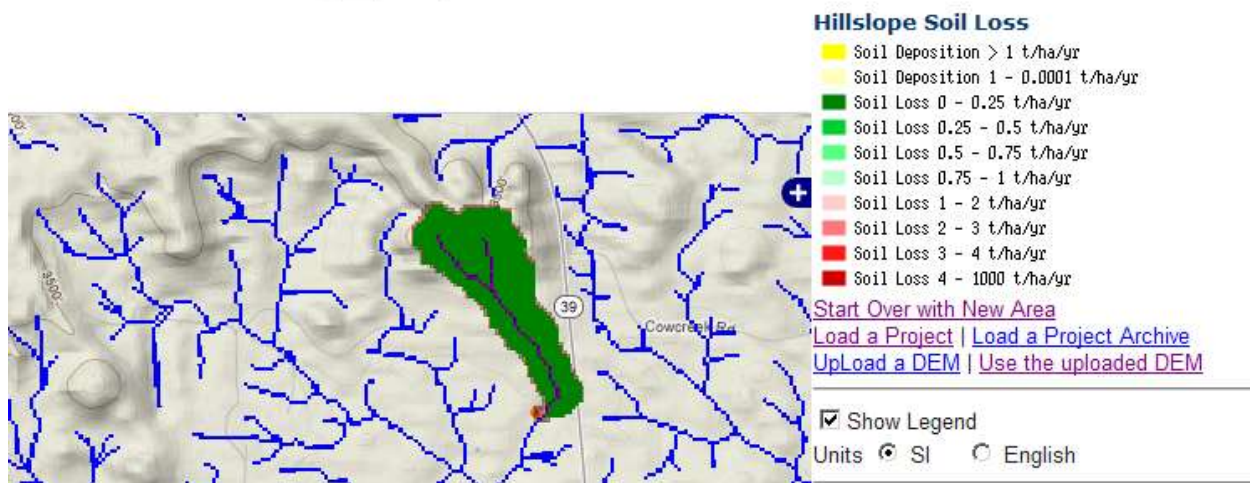 Hillslope Soil Loss
Soil Deposition > 1 t/ha/yr
Soil Deposition 1 - 0.0001 t/ha/yr
Soil Loss 0 - 0.25 t/ha/yr
Soil Loss 0.25 - 0.5 t/ha/yr
Soil Loss 0.5 - 0.75 t/ha/yr
Soil Loss 0.75 - 1 t/ha/yr
Soil Loss 1 - 2 t/ha/yr
Soil Loss 2 - 3 t/ha/yr
Soil Loss 3 - 4 t/ha/yr
Soil Loss 4 - 1000 t/ha/yr
Start Over with New Area
Load a Project | Load a Project Archive
UpLoad a DEM | Use the uploaded DEM
Show Legend
Units SI English
3500
39
Cowcreek Rd